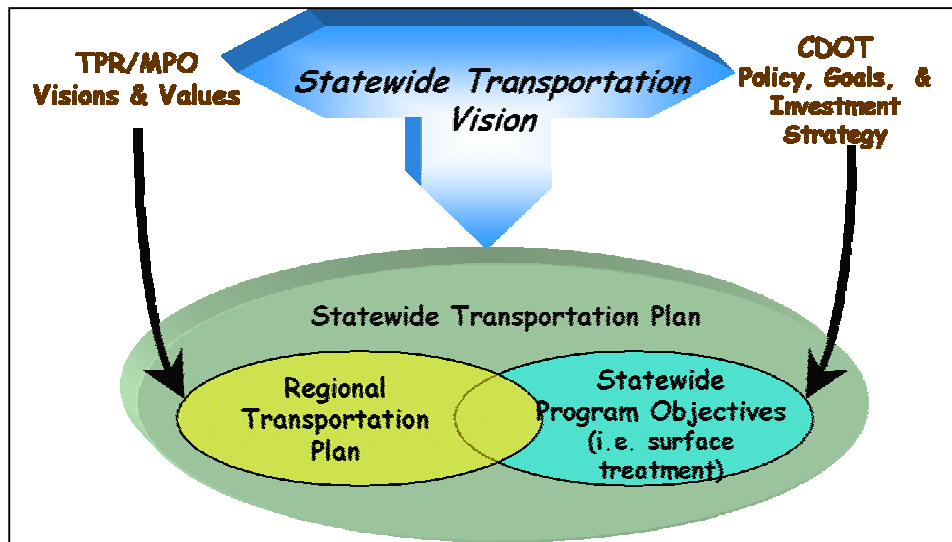 TPR/MPO
Visions & Values
Statewide Transportation
Vision
CDOT
Policy, Goals, &
Investment
Strategy
Statewide Transportation Plan
Regional
Transportation
Plan
Statewide
Program Objectives
(i.e. surface
treatment)